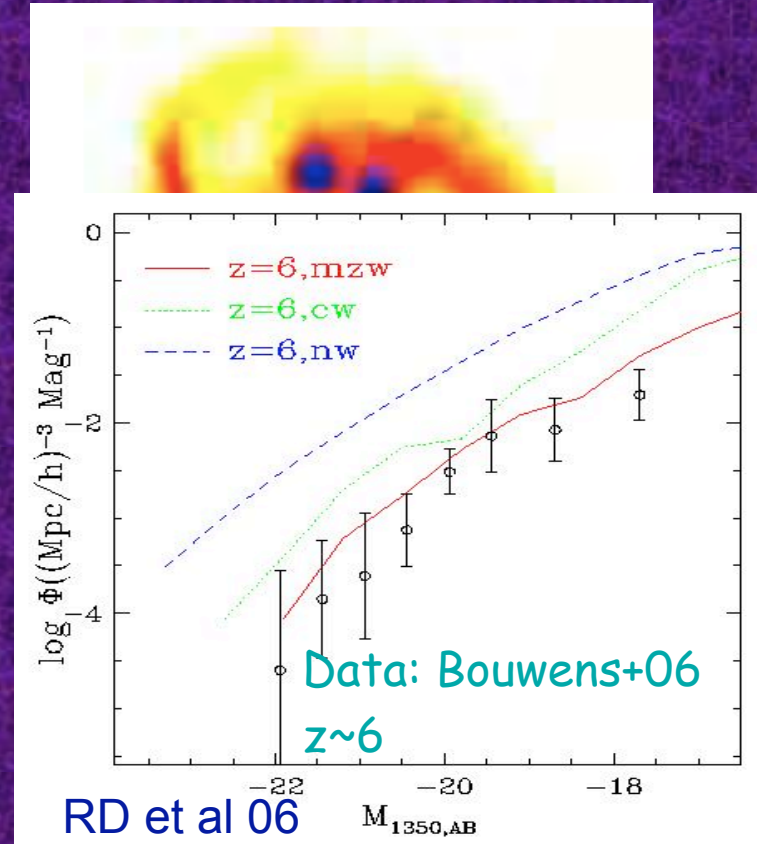 0
z=6,mzw
z=6,cw
z=6,nw
-2
-4
log Φ((Mpc/h)⁻³ Mag⁻¹)
Data: Bouwens+06
z~6
-22 -20 -18
RD et al 06
M₁₃₅₀,AB